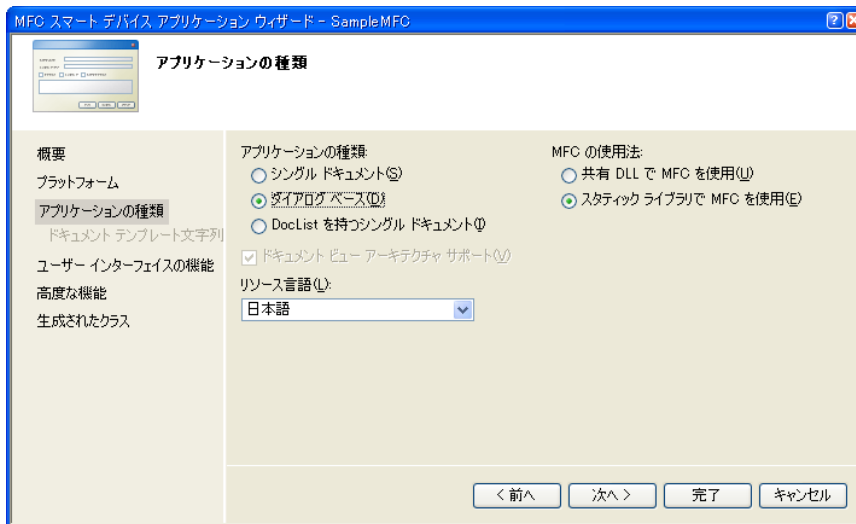 MFC スマート デバイス アプリケーション ウィザード - SampleMFC
アプリケーションの種類
概要
プラットフォーム
アプリケーションの種類
ドキュメント テンプレート文字列
ユーザー インターフェイスの機能
高度な機能
生成されたクラス
アプリケーションの種類:
シングル ドキュメント(S)
ダイアログ ベース(D)
DocList を持つシングル ドキュメント(I)
ドキュメント ビュー アーキテクチャ サポート(V)
リソース言語(L):
日本語
MFC の使用法:
共有 DLL で MFC を使用(U)
スタティック ライブラリで MFC を使用(E)
< 前へ
次へ >
完了
キャンセル